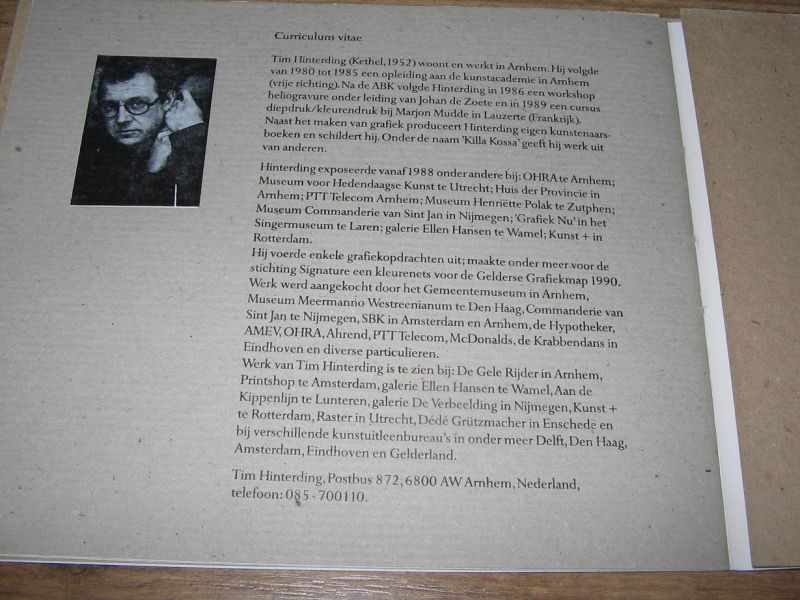 Curriculum vitae
Tim Hinterding (Kethel, 1952) woont en werkt in Arnhem. Hij volgde
van 1980 tot 1985 een opleiding aan de kunstacademie in Arnhem
(vrije richting). Na de ABK volgde Hinterding in 1986 een workshop
heliogravure onder leiding van Johan de Zoete en in 1989 een cursus
diepdruk/kleurendruk bij Marjon Mudde in Lauzerte (Frankrijk).
Naast het maken van grafiek produceert Hinterding eigen kunstenaars-
boeken en schildert hij. Onder de naam 'Killa Kossa' geeft hij werk uit
van anderen.
Hinterding exposeerde vanaf 1988 onder andere bij: OHRA te Arnhem;
Museum voor Hedendaagse Kunst te Utrecht; Huis der Provincie in
Arnhem; PTT Telecom Arnhem; Museum Henriëtte Polak te Zutphen;
Museum Commanderie van Sint Jan in Nijmegen; 'Grafiek Nu' in het
Singermuseum te Laren; galerie Ellen Hansen te Wamel; Kunst + in
Rotterdam.
Hij voerde enkele grafiekopdrachten uit; maakte onder meer voor de
stichting Signature een kleurenets voor de Gelderse Grafiekmap 1990.
Werk werd aangekocht door het Gemeentemuseum in Arnhem,
Museum Meermanno Westreenianum te Den Haag, Commanderie van
Sint Jan te Nijmegen, SBK in Amsterdam en Arnhem, de Hypotheker,
AMEV, OHRA, Ahrend, PTT Telecom, McDonalds, de Krabbendans in
Eindhoven en diverse particulieren.
Werk van Tim Hinterding is te zien bij: De Gele Rijder in Arnhem,
Printshop te Amsterdam, galerie Ellen Hansen te Wamel, Aan de
Kippenlijn te Lunteren, galerie De Verbeelding in Nijmegen, Kunst +
te Rotterdam, Raster in Utrecht, Dédé Grützmacher in Enschede en
bij verschillende kunstuitleenbureau's in onder meer Delft, Den Haag,
Amsterdam, Eindhoven en Gelderland.
Tim Hinterding, Postbus 872, 6800 AW Arnhem, Nederland,
telefoon: 085-700110.